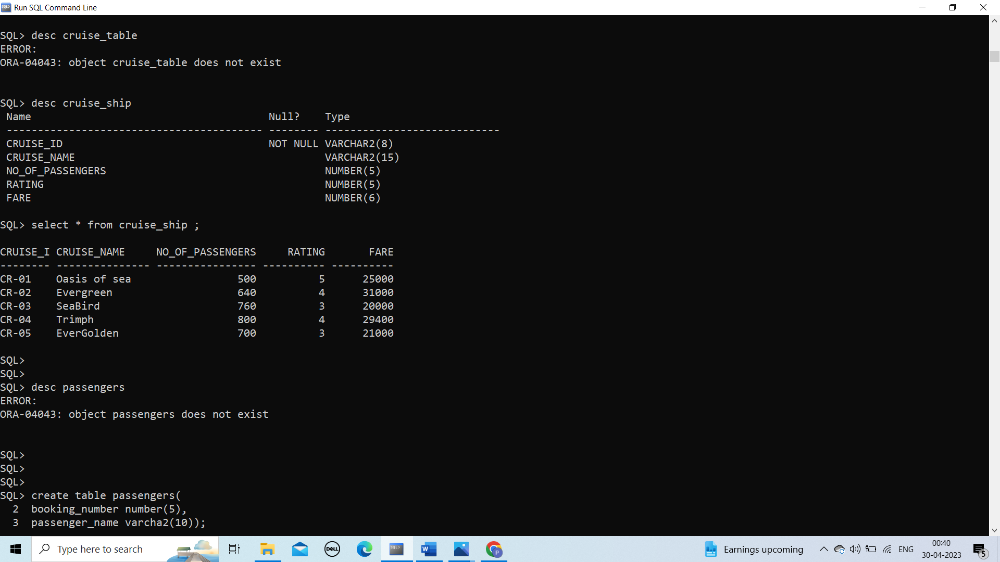 Run SQL Command Line
SQL> desc cruise_table
ERROR:
ORA-04043: object cruise_table does not exist
SQL> desc cruise_ship
Name Null? Type
----------------------------------------- -------- ----------------------------
CRUISE_ID NOT NULL VARCHAR2(8)
CRUISE_NAME VARCHAR2(15)
NO_OF_PASSENGERS NUMBER(5)
RATING NUMBER(5)
FARE NUMBER(6)
SQL> select * from cruise_ship ;
CRUISE_I CRUISE_NAME NO_OF_PASSENGERS RATING FARE
-------- --------------- ---------------- ---------- ----------
CR-01 Oasis of sea 500 5 25000
CR-02 Evergreen 640 4 31000
CR-03 SeaBird 760 3 20000
CR-04 Trimph 800 4 29400
CR-05 EverGolden 700 3 21000
SQL>
SQL>
SQL> desc passengers
ERROR:
ORA-04043: object passengers does not exist
SQL>
SQL>
SQL>
SQL> create table passengers(
2 booking_number number(5),
3 passenger_name varcha2(10));
Type here to search
DELL
SQL>
W
P
Earnings upcoming
ENG
00:40
30-04-2023
5